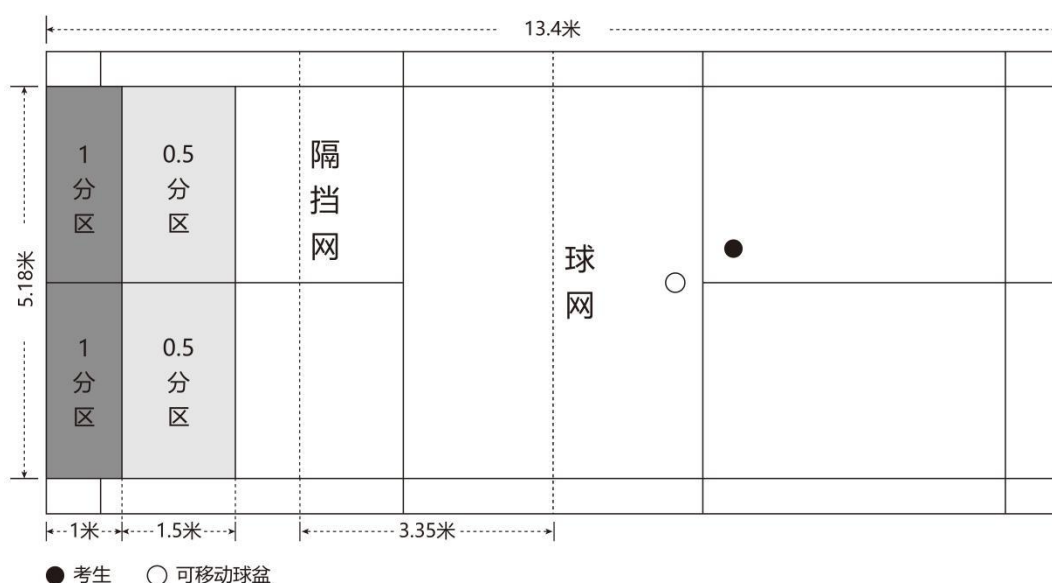 13.4米
1
分
区
0.5
分
区
隔
挡
网
球
网
5.18米
1
分
区
0.5
分
区
1米
1.5米
3.35米
考生
可移动球盆